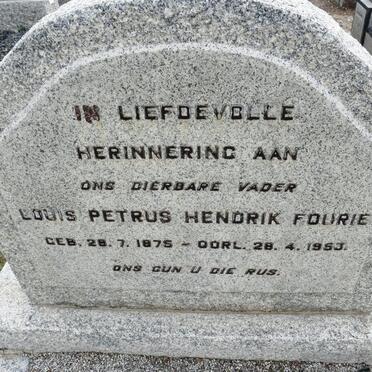 IN LIEFDEVOLLE
HERINNERING AAN
ONS DIERBARE VADER
LOUIS PETRUS HENDRIK FOURIE
GEB. 28. 7. 1875 - OORL. 28. 4. 1953.
ONS GUN U DIE RUS.